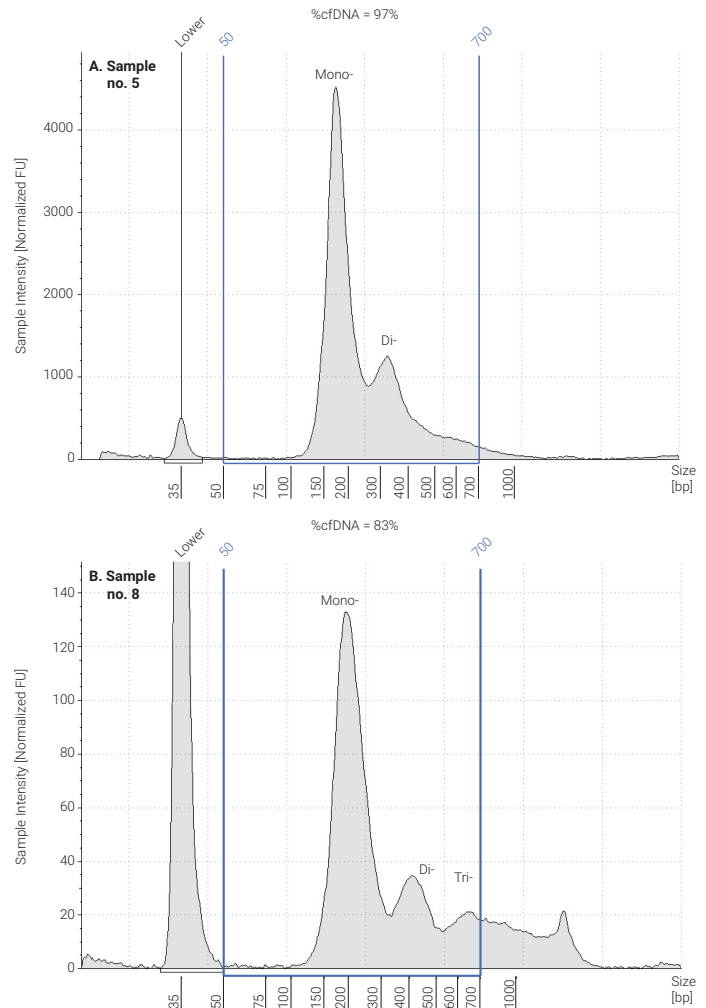 %cfDNA = 97%
Lower
50
700
A. Sample
no. 5
Mono-
Di-
Sample Intensity [Normalized FU]
4000
3000
2000
1000
0
35
50
75
100
150
200
300
400
500
600
700
1000
Size
[bp]
%cfDNA = 83%
Lower
50
700
B. Sample
no. 8
Mono-
Di-
Tri-
Sample Intensity [Normalized FU]
140
120
100
80
60
40
20
0
35
50
75
100
150
2000
300
400
500
600
700
1000
Size
[bp]